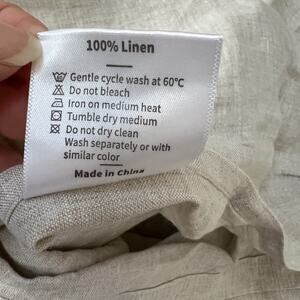 100% Linen
Gentle cycle wash at 60°C
Do not bleach
Iron on medium heat
Tumble dry medium
Do not dry clean
Wash separately or with
similar color
Made in China